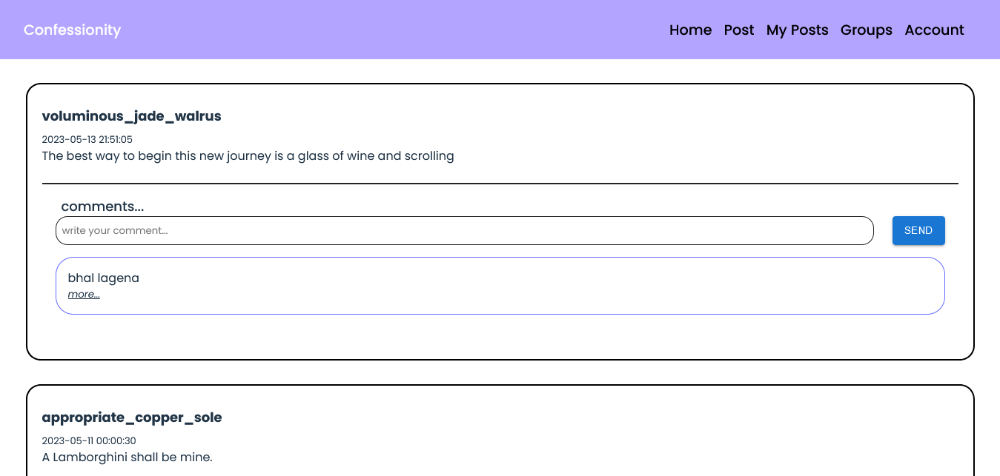 Confessionity
Home Post My Posts Groups Account
voluminous_jade_walrus
2023-05-13 21:51:05
The best way to begin this new journey is a glass of wine and scrolling
comments...
write your comment...
SEND
bhal lagena
more...
appropriate_copper_sole
2023-05-11 00:00:30
A Lamborghini shall be mine.